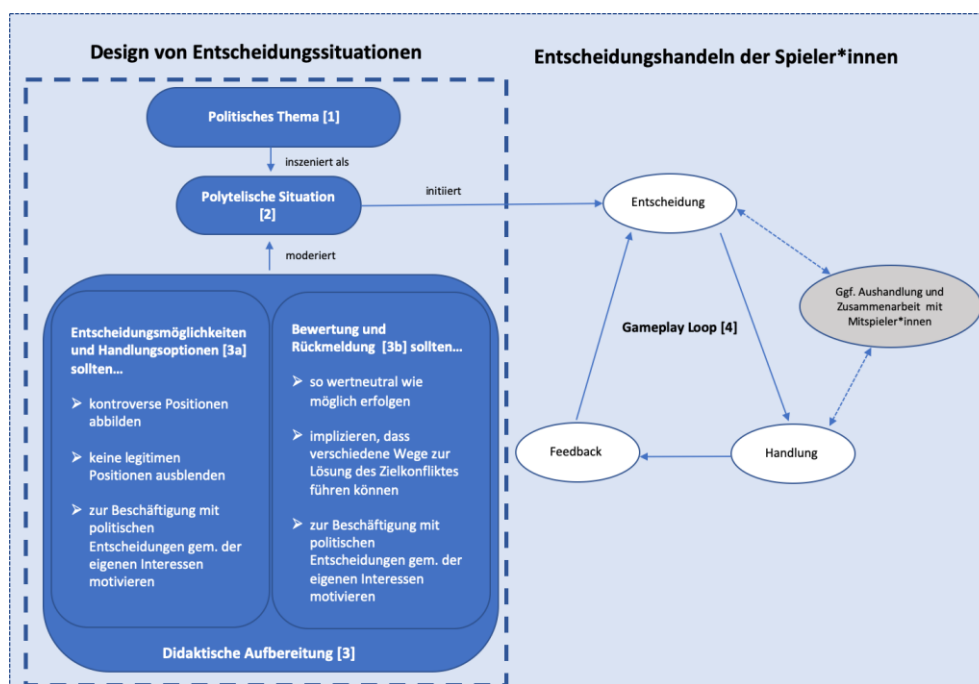 Design von Entscheidungssituationen
Politisches Thema [1]
inszeniert als
Polytelische Situation
[2]
initiiert
moderiert
Entscheidungsmöglichkeiten
und Handlungsoptionen [3a]
sollten...
➢ kontroverse Positionen
abbilden
➢ keine legitimen
Positionen ausblenden
➢ zur Beschäftigung mit
politischen
Entscheidungen gem. der
eigenen Interessen
motivieren
Bewertung und
Rückmeldung [3b] sollten...
➢ so wertneutral wie
möglich erfolgen
➢ implizieren, dass
verschiedene Wege zur
Lösung des Zielkonfliktes
führen können
➢ zur Beschäftigung mit
politischen
Entscheidungen gem. der
eigenen Interessen
motivieren
Didaktische Aufbereitung [3]
Entscheidungshandeln der Spieler*innen
Entscheidung
Ggf. Aushandlung und
Zusammenarbeit mit
Mitspieler*innen
Gameplay Loop [4]
Feedback
Handlung